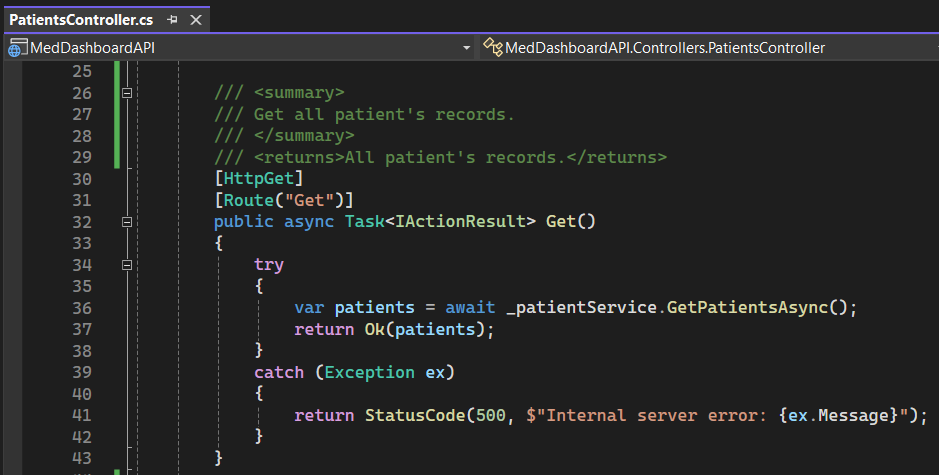 PatientsController.cs
MedDashboardAPI MedDashboardAPI.Controllers.PatientsController
25
26 /// <summary>
27 /// Get all patient's records.
28 /// </summary>
29 /// <returns>All patient's records.</returns>
30 [HttpGet]
31 [Route("Get")]
32 public async Task<IActionResult> Get()
33 {
34 try
35 {
36 var patients = await _patientService.GetPatientsAsync();
37 return Ok(patients);
38 }
39 catch (Exception ex)
40 {
41 return StatusCode(500, $"Internal server error: {ex.Message}");
42 }
43 }